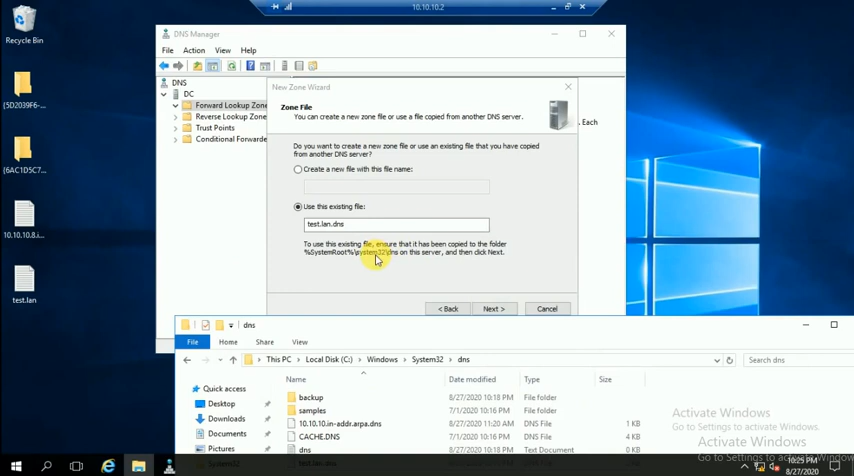 10.10.10.2
Recycle Bin
{5D2039F6-...
{6AC1D5C7...
10.10.10.8.i...
test.lan
DNS Manager
File Action View Help
DNS
DC
Forward Lookup Zone
Reverse Lookup Zone
Trust Points
Conditional Forwarde
Each
New Zone Wizard
Zone File
You can create a new zone file or use a file copied from another DNS server.
Do you want to create a new zone file or use an existing file that you have copied
from another DNS server?
Create a new file with this file name:
Use this existing file:
test.lan.dns
To use this existing file, ensure that it has been copied to the folder
%SystemRoot%\system32\dns on this server, and then click Next.
< Back Next > Cancel
dns
File Home Share View
This PC > Local Disk (C:) > Windows > System32 > dns
Search dns
Name Date modified Type Size
Quick access
Desktop
Downloads
Documents
Pictures
System32
backup 8/27/2020 10:18 PM File folder
samples 7/1/2020 10:16 PM File folder
10.10.10.in-addr.arpa.dns 8/27/2020 11:20 AM DNS File 1 KB
CACHE.DNS 7/1/2020 10:16 PM DNS File 4 KB
dns 8/27/2020 10:18 PM Text Document 0 KB
test.lan.dns
Activate Windows
Go to Settings to activate Windows.
Activate Windows
Go to Settings to activate Windows.
10:25 PM
8/27/2020